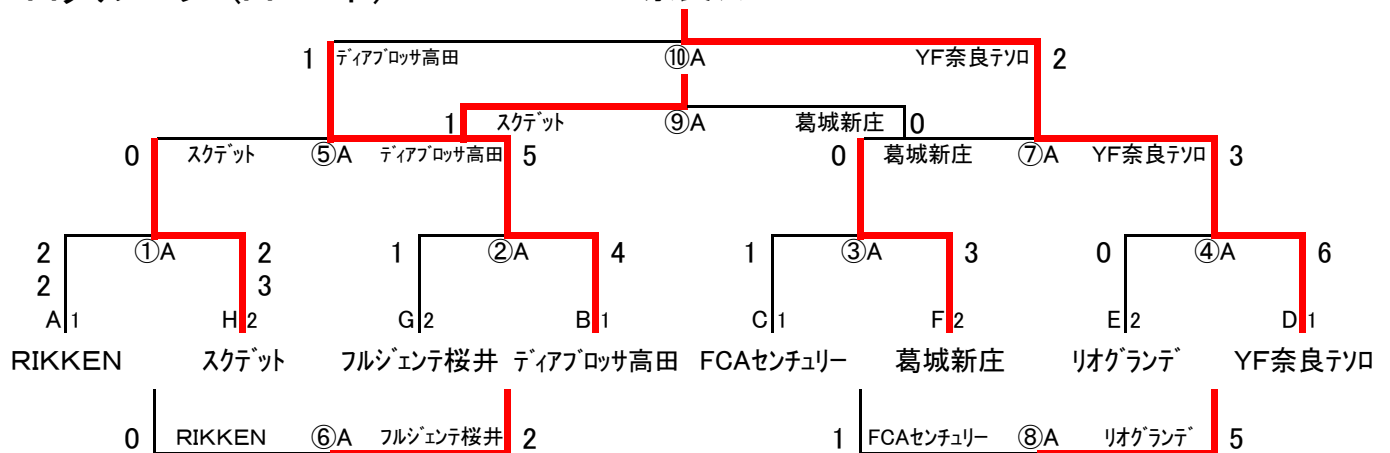 1 ディアブロッサ高田 ⑩A YF奈良テソロ 2
1 スクデット ⑨A 葛城新庄 0
0 スクデット ⑤A ディアブロッサ高田 5 0 葛城新庄 ⑦A YF奈良テソロ 3
2 ①A 2 1 ②A 4 1 ③A 3 0 ④A 6
2 3
A 1 H 2 G 2 B 1 C 1 F 2 E 2 D 1
RIKKEN スクデット フルジェンテ桜井 ディアブロッサ高田 FCAセンチュリー 葛城新庄 リオグランデ YF奈良テソロ
0 RIKKEN ⑥A フルジェンテ桜井 2 1 FCAセンチュリー ⑧A リオグランデ 5